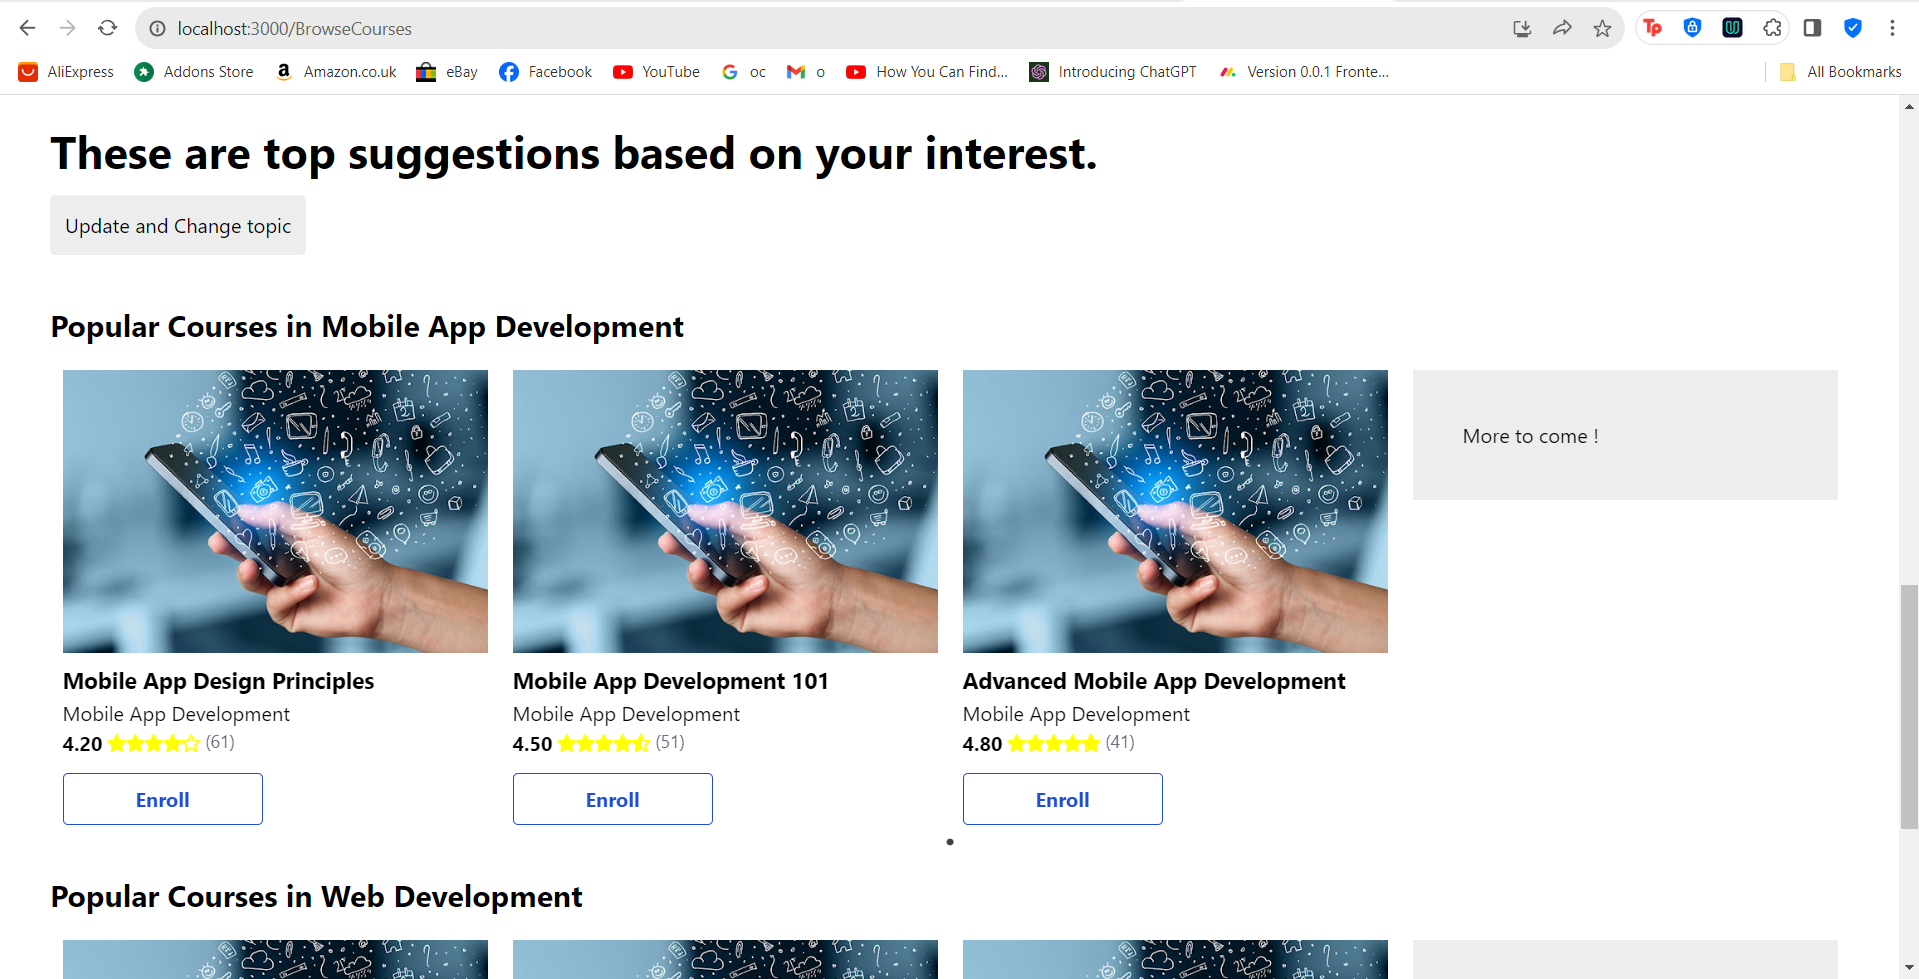 localhost:3000/BrowseCourses
AliExpress Addons Store Amazon.co.uk eBay Facebook YouTube oc o How You Can Find... Introducing ChatGPT Version 0.0.1 Fronte... All Bookmarks
These are top suggestions based on your interest.
Update and Change topic
Popular Courses in Mobile App Development
More to come !
Mobile App Design Principles
Mobile App Development
4.20 (61)
Enroll
Mobile App Development 101
Mobile App Development
4.50 (51)
Enroll
Advanced Mobile App Development
Mobile App Development
4.80 (41)
Enroll
Popular Courses in Web Development